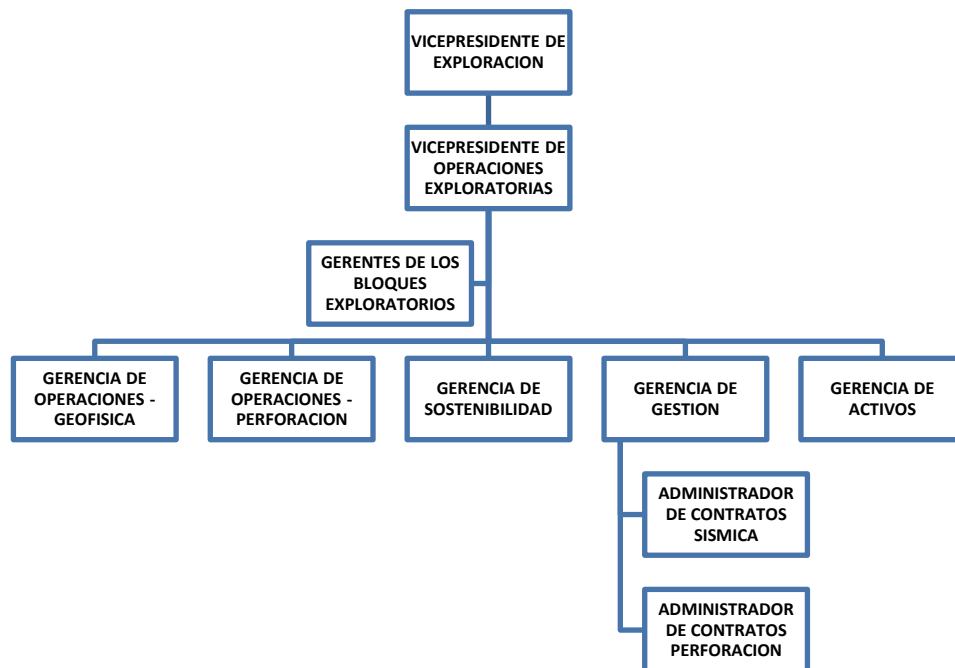 VICEPRESIDENTE DE
EXPLORACION
VICEPRESIDENTE DE
OPERACIONES
EXPLORATORIAS
GERENTES DE LOS
BLOQUES
EXPLORATORIOS
GERENCIA DE
OPERACIONES -
GEOFISICA
GERENCIA DE
OPERACIONES -
PERFORACION
GERENCIA DE
SOSTENIBILIDAD
GERENCIA DE
GESTION
GERENCIA DE
ACTIVOS
ADMINISTRADOR
DE CONTRATOS
SISMICA
ADMINISTRADOR
DE CONTRATOS
PERFORACION